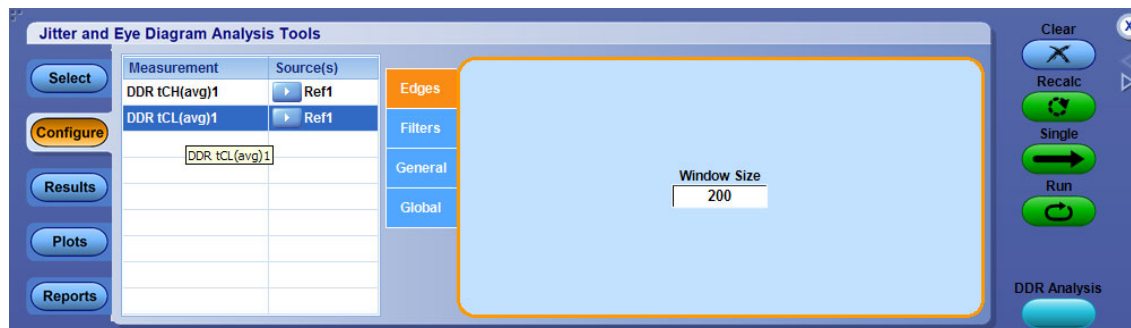 Jitter and Eye Diagram Analysis Tools
Select
Configure
Results
Plots
Reports
Measurement Source(s)
DDR tCH(avg)1 Ref1
DDR tCL(avg)1 Ref1
DDR tCL(avg)1
Edges
Filters
General
Global
Window Size
200
Clear
X
Recalc
Single
Run
DDR Analysis